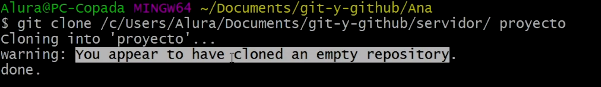 Alura@PC-Copada MINGW64 ~/Documents/git-y-github/Ana
$ git clone /c/Users/Alura/Documents/git-y-github/servidor/ proyecto
Cloning into 'proyecto'...
warning: You appear to have cloned an empty repository.
done.